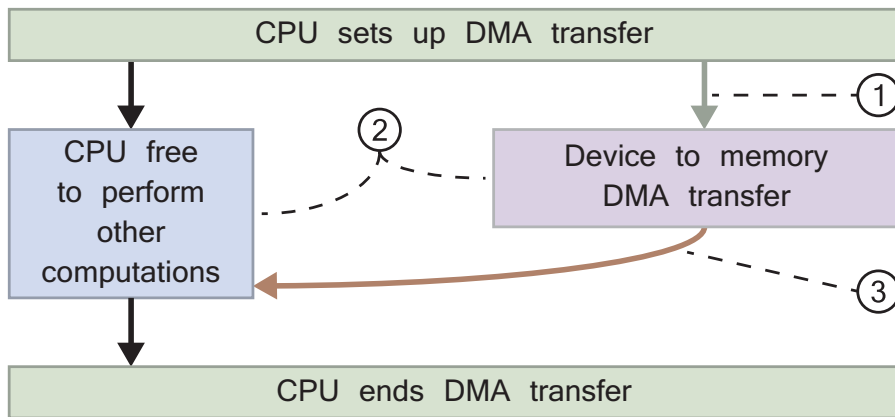 CPU sets up DMA transfer
1
2
CPU free
to perform
other
computations
Device to memory
DMA transfer
3
CPU ends DMA transfer